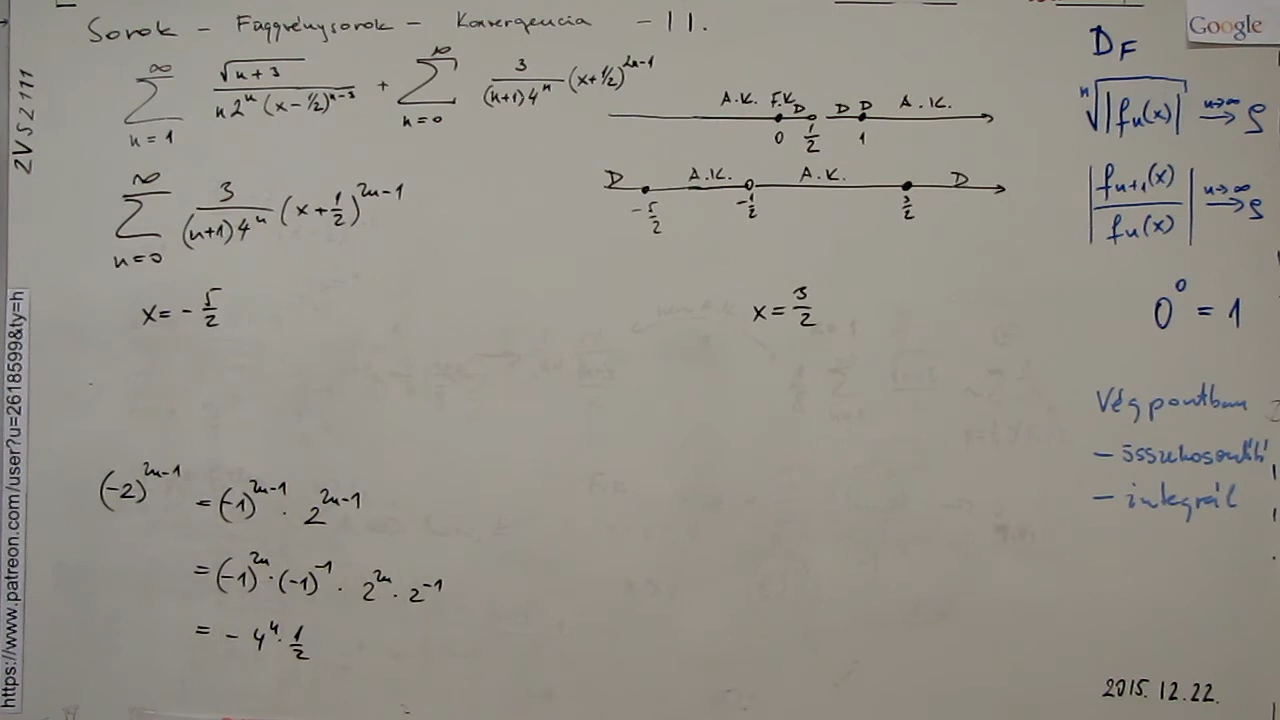 Sorok – Függvénysorok – Konvergencia – II.
Google
2VSZ111
https://www.patreon.com/user?u=2618599&ty=h
∞ ∑ n=1 √(n+3) / (n 2^n (x-1/2)^(n-3)) + ∞ ∑ n=0 3 / ((n+1) 4^n) (x+1/2)^(2n-1)
A.K. F.K. D D D A.K.
0 1/2 1
∞ ∑ n=0 3 / ((n+1) 4^n) (x+1/2)^(2n-1)
D A.K. A.K. D
-5/2 -1/2 3/2
x = -5/2
x = 3/2
(-2)^(2n-1) = (-1)^(2n-1) · 2^(2n-1)
= (-1)^(2n) · (-1)^(-1) · 2^(2n) · 2^(-1)
= - 4^n · 1/2
D_F
n√|f_n(x)| n→∞ → ϱ
|f_{n+1}(x) / f_n(x)| n→∞ → ϱ
0^0 = 1
Végpontban
– integrál
2015.12.22.